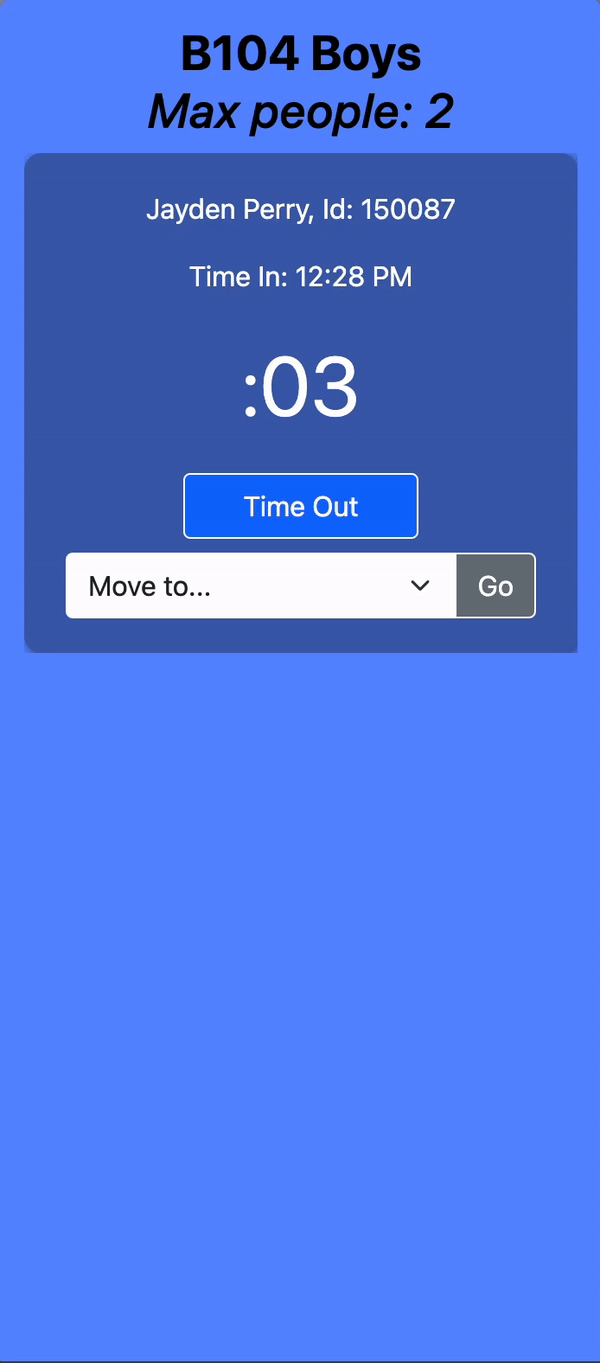 B104 Boys
Max people: 2
Jayden Perry, Id: 150087
Time In: 12:28 PM
:03
Time Out
Move to...
Go